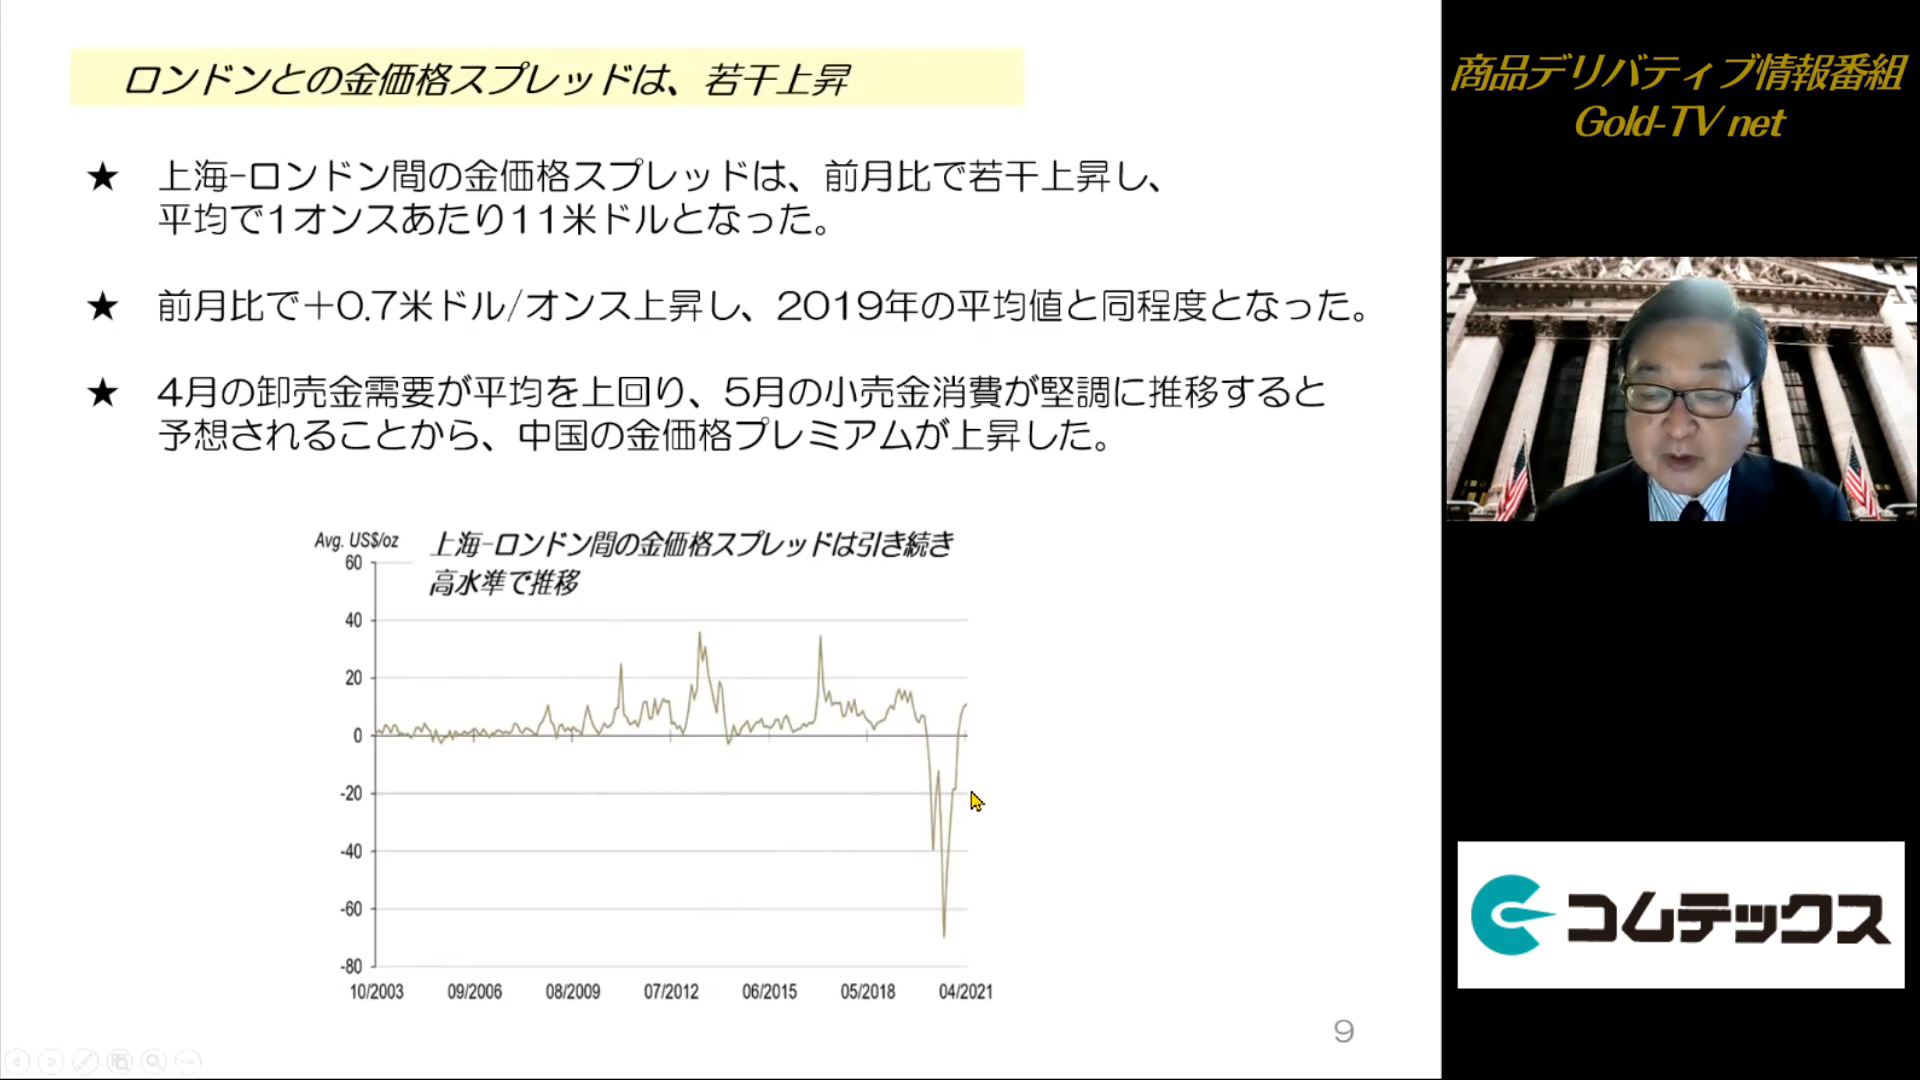 ロンドンとの金価格スプレッドは、若干上昇
★ 上海-ロンドン間の金価格スプレッドは、前月比で若干上昇し、
平均で1オンスあたり11米ドルとなった。
★ 前月比で+0.7米ドル/オンス上昇し、2019年の平均値と同程度となった。
★ 4月の卸売金需要が平均を上回り、5月の小売金消費が堅調に推移すると
予想されることから、中国の金価格プレミアムが上昇した。
Avg. US$/oz
上海-ロンドン間の金価格スプレッドは引き続き
高水準で推移
60
40
20
0
-20
-40
-60
-80
10/2003 09/2006 08/2009 07/2012 06/2015 05/2018 04/2021
9
商品デリバティブ情報番組
Gold-TV net
コムテックス